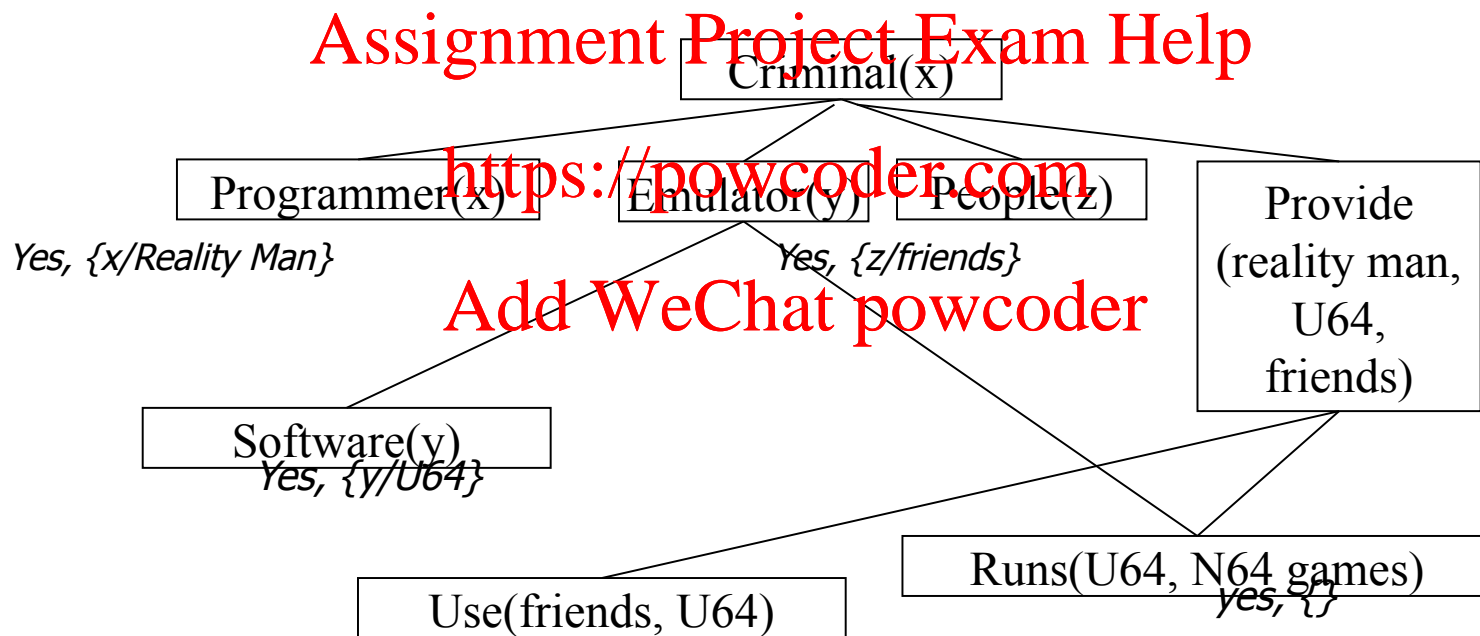 Assignment Project Exam Help
Criminal(x)
https://powcoder.com
Programmer(x)
Emulator(y)
People(z)
Provide
(reality man,
U64,
friends)
Yes, {x/Reality Man}
Yes, {z/friends}
Add WeChat powcoder
Software(y)
Yes, {y/U64}
Runs(U64, N64 games)
yes, {}
Use(friends, U64)